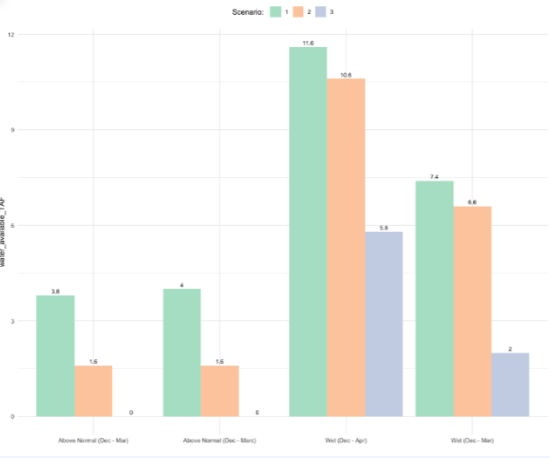 Scenario: 1 2 3
12
9
6
3
0
water_available_TAF
3.8
1.6
0
4
1.6
0
11.6
10.6
5.8
7.4
6.6
2
Above Normal (Dec - Mar)
Above Normal (Dec - Marc)
Wet (Dec - Apr)
Wet (Dec - Mar)